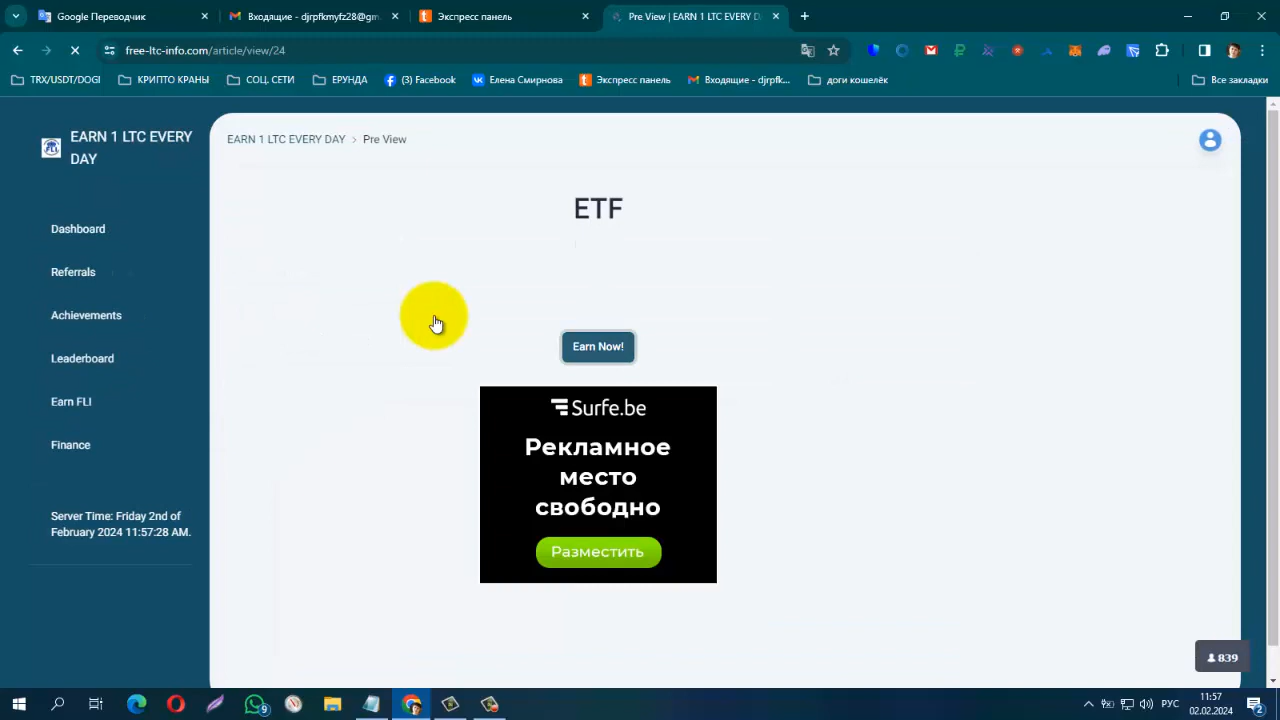 Google Переводчик
Входящие - djrpfkmyfz28@gm
Экспресс панель
Pre View | EARN 1 LTC EVERY D
free-ltc-info.com/article/view/24
TRX/USDT/DOGI
КРИПТО КРАНЫ
СОЦ. СЕТИ
ЕРУНДА
(3) Facebook
Елена Смирнова
Экспресс панель
Входящие - djrpfk...
доги кошелёк
Все закладки
EARN 1 LTC EVERY
DAY
EARN 1 LTC EVERY DAY > Pre View
ETF
Dashboard
Referrals
Achievements
Leaderboard
Earn FLI
Finance
Server Time: Friday 2nd of
February 2024 11:57:28 AM.
Earn Now!
Surfe.be
Рекламное
место
свободно
Разместить
839
9
РУС
11:57
02.02.2024
2